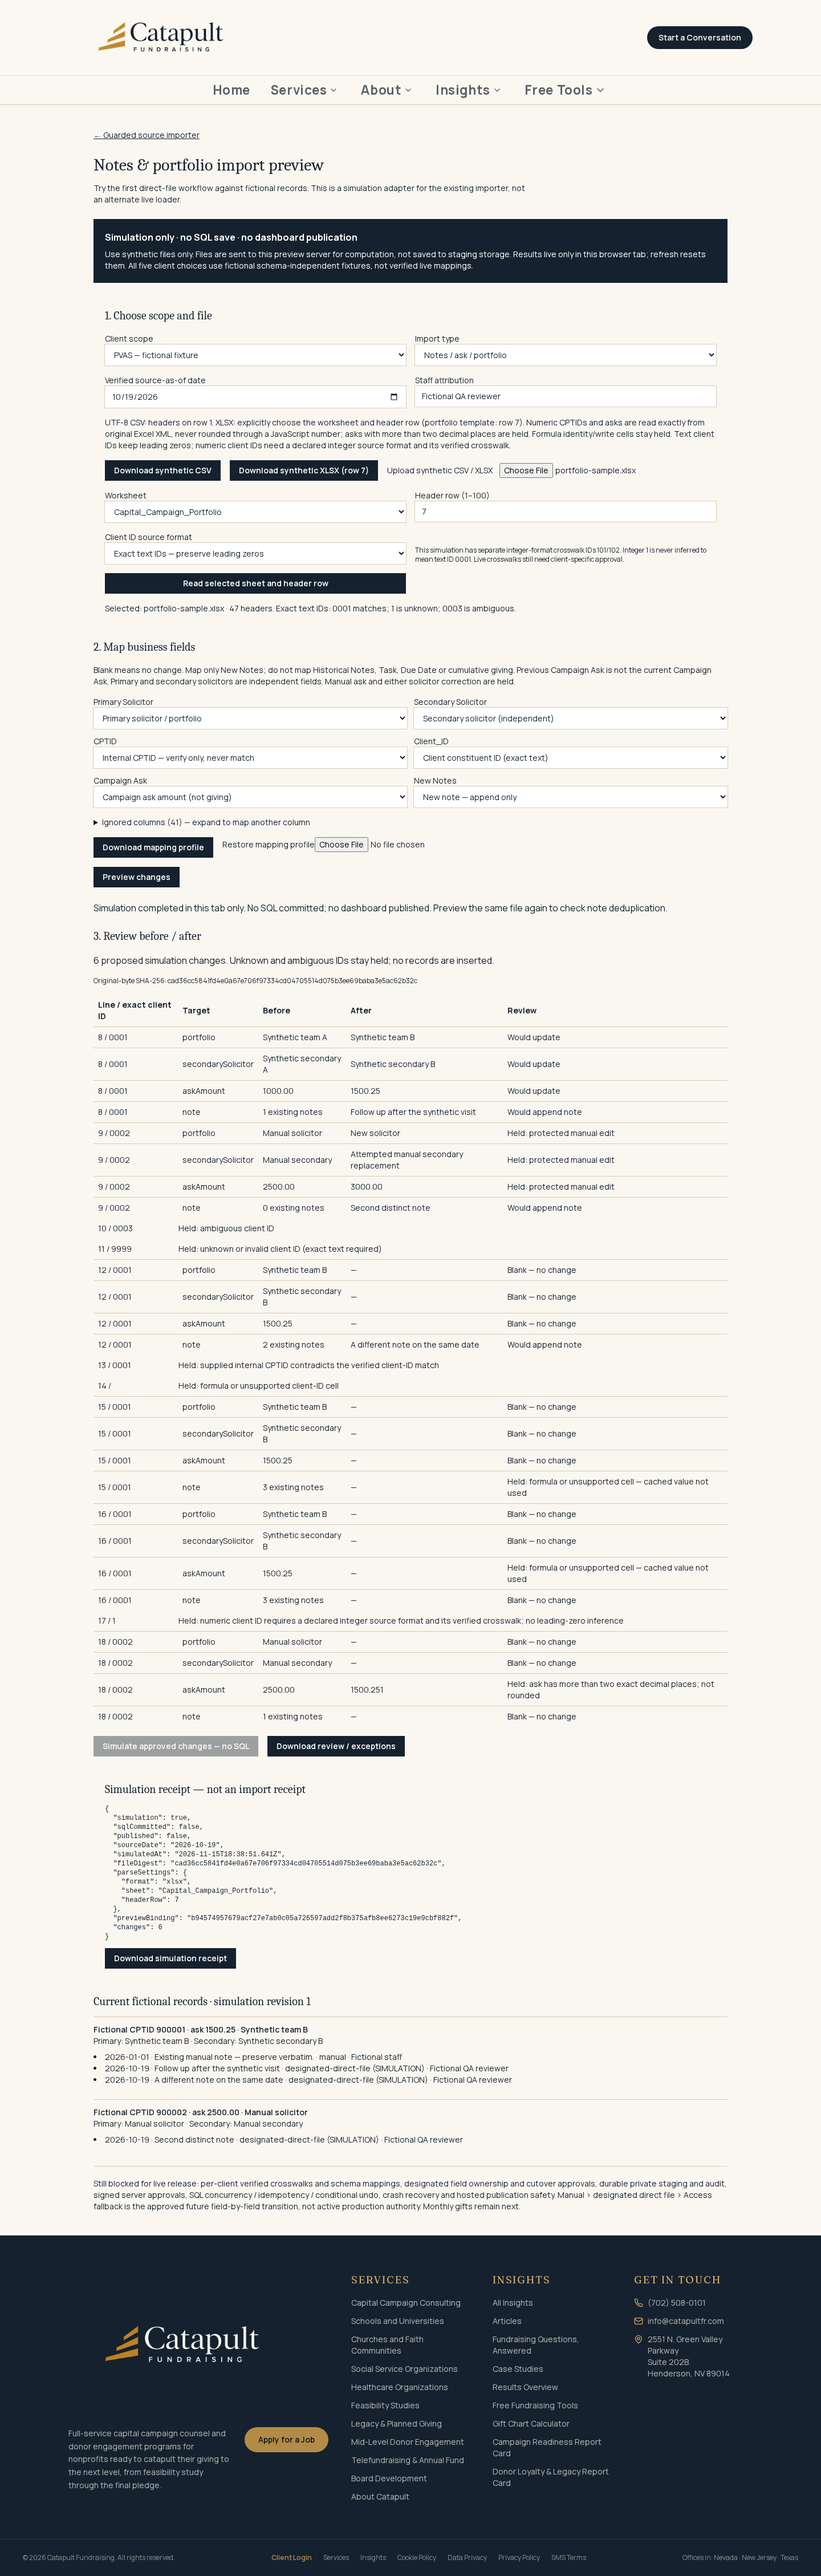 Catapult
FUNDRAISING
Start a Conversation
Home
Services
About
Insights
Free Tools
← Guarded source importer
Notes & portfolio import preview
Try the first direct-file workflow against fictional records. This is a simulation adapter for the existing importer, not
an alternate live loader.
Simulation only · no SQL save · no dashboard publication
Use synthetic files only. Files are sent to this preview server for computation, not saved to staging storage. Results live only in this browser tab; refresh resets
them. All five client choices use fictional schema-independent fixtures, not verified live mappings.
1. Choose scope and file
Client scope
Import type
PVAS — fictional fixture
Notes / ask / portfolio
Verified source-as-of date
Staff attribution
10/19/2026
Fictional QA reviewer
UTF-8 CSV: headers on row 1. XLSX: explicitly choose the worksheet and header row (portfolio template: row 7). Numeric CPTIDs and asks are read exactly from
original Excel XML, never rounded through a JavaScript number; asks with more than two decimal places are held. Formula identity/write cells stay held. Text client
IDs keep leading zeros; numeric client IDs need a declared integer source format and its verified crosswalk.
Download synthetic CSV
Download synthetic XLSX (row 7)
Upload synthetic CSV / XLSX
Choose File
portfolio-sample.xlsx
Worksheet
Header row (1–100)
Capital_Campaign_Portfolio
7
Client ID source format
Exact text IDs — preserve leading zeros
This simulation has separate integer-format crosswalk IDs 101/102. Integer 1 is never inferred to
mean text ID 0001. Live crosswalks still need client-specific approval.
Read selected sheet and header row
Selected: portfolio-sample.xlsx · 47 headers. Exact text IDs: 0001 matches; 1 is unknown; 0003 is ambiguous.
2. Map business fields
Blank means no change. Map only New Notes; do not map Historical Notes, Task, Due Date or cumulative giving. Previous Campaign Ask is not the current Campaign
Ask. Primary and secondary solicitors are independent fields. Manual ask and either solicitor correction are held.
Primary Solicitor
Secondary Solicitor
Primary solicitor / portfolio
Secondary solicitor (independent)
CPTID
Client_ID
Internal CPTID — verify only, never match
Client constituent ID (exact text)
Campaign Ask
New Notes
Campaign ask amount (not giving)
New note — append only
Ignored columns (41) — expand to map another column
Download mapping profile
Restore mapping profile
Choose File
No file chosen
Preview changes
Simulation completed in this tab only. No SQL committed; no dashboard published. Preview the same file again to check note deduplication.
3. Review before / after
6 proposed simulation changes. Unknown and ambiguous IDs stay held; no records are inserted.
Original-byte SHA-256: cad36cc5841fd4e0a67e706f97334cd04705514d075b3ee69baba3e5ac62b32c
Line / exact client
ID
Target
Before
After
Review
8 / 0001 portfolio Synthetic team A Synthetic team B Would update
8 / 0001 secondarySolicitor Synthetic secondary
A Synthetic secondary B Would update
8 / 0001 askAmount 1000.00 1500.25 Would update
8 / 0001 note 1 existing notes Follow up after the synthetic visit Would append note
9 / 0002 portfolio Manual solicitor New solicitor Held: protected manual edit
9 / 0002 secondarySolicitor Manual secondary Attempted manual secondary
replacement Held: protected manual edit
9 / 0002 askAmount 2500.00 3000.00 Held: protected manual edit
9 / 0002 note 0 existing notes Second distinct note Would append note
10 / 0003 Held: ambiguous client ID
11 / 9999 Held: unknown or invalid client ID (exact text required)
12 / 0001 portfolio Synthetic team B — Blank — no change
12 / 0001 secondarySolicitor Synthetic secondary
B — Blank — no change
12 / 0001 askAmount 1500.25 — Blank — no change
12 / 0001 note 2 existing notes A different note on the same date Would append note
13 / 0001 Held: supplied internal CPTID contradicts the verified client-ID match
14 / Held: formula or unsupported client-ID cell
15 / 0001 portfolio Synthetic team B — Blank — no change
15 / 0001 secondarySolicitor Synthetic secondary
B — Blank — no change
15 / 0001 askAmount 1500.25 — Blank — no change
15 / 0001 note 3 existing notes — Held: formula or unsupported cell — cached value not
used
16 / 0001 portfolio Synthetic team B — Blank — no change
16 / 0001 secondarySolicitor Synthetic secondary
B — Blank — no change
16 / 0001 askAmount 1500.25 — Held: formula or unsupported cell — cached value not
used
16 / 0001 note 3 existing notes — Blank — no change
17 / 1 Held: numeric client ID requires a declared integer source format and its verified crosswalk; no leading-zero inference
18 / 0002 portfolio Manual solicitor — Blank — no change
18 / 0002 secondarySolicitor Manual secondary — Blank — no change
18 / 0002 askAmount 2500.00 1500.251 Held: ask has more than two exact decimal places; not
rounded
18 / 0002 note 1 existing notes — Blank — no change
Simulate approved changes — no SQL
Download review / exceptions
Simulation receipt — not an import receipt
{
"simulation": true,
"sqlCommitted": false,
"published": false,
"sourceDate": "2026-10-19",
"simulatedAt": "2026-11-15T18:38:51.641Z",
"fileDigest": "cad36cc5841fd4e0a67e706f97334cd04705514d075b3ee69baba3e5ac62b32c",
"parseSettings": {
"format": "xlsx",
"sheet": "Capital_Campaign_Portfolio",
"headerRow": 7
},
"previewBinding": "b94574957679acf27e7ab0c05a726597add2f8b375afb8ee6273c19e9cbf882f",
"changes": 6
}
Download simulation receipt
Current fictional records · simulation revision 1
Fictional CPTID 900001 · ask 1500.25 · Synthetic team B
Primary: Synthetic team B · Secondary: Synthetic secondary B
2026-01-01 · Existing manual note — preserve verbatim. · manual · Fictional staff
2026-10-19 · Follow up after the synthetic visit · designated-direct-file (SIMULATION) · Fictional QA reviewer
2026-10-19 · A different note on the same date · designated-direct-file (SIMULATION) · Fictional QA reviewer
Fictional CPTID 900002 · ask 2500.00 · Manual solicitor
Primary: Manual solicitor · Secondary: Manual secondary
2026-10-19 · Second distinct note · designated-direct-file (SIMULATION) · Fictional QA reviewer
Still blocked for live release: per-client verified crosswalks and schema mappings, designated field ownership and cutover approvals, durable private staging and audit,
signed server approvals, SQL concurrency / idempotency / conditional undo, crash recovery and hosted publication safety. Manual > designated direct file > Access
fallback is the approved future field-by-field transition, not active production authority. Monthly gifts remain next.
Catapult
FUNDRAISING
Full-service capital campaign counsel and
donor engagement programs for
nonprofits ready to catapult their giving to
the next level, from feasibility study
through the final pledge.
Apply for a Job
SERVICES
Capital Campaign Consulting
Schools and Universities
Churches and Faith
Communities
Social Service Organizations
Healthcare Organizations
Feasibility Studies
Legacy & Planned Giving
Mid-Level Donor Engagement
Telefundraising & Annual Fund
Board Development
About Catapult
INSIGHTS
All Insights
Articles
Fundraising Questions,
Answered
Case Studies
Results Overview
Free Fundraising Tools
Gift Chart Calculator
Campaign Readiness Report
Card
Donor Loyalty & Legacy Report
Card
GET IN TOUCH
(702) 508-0101
info@catapultfr.com
2551 N. Green Valley
Parkway
Suite 202B
Henderson, NV 89014
© 2026 Catapult Fundraising. All rights reserved.
Client Login
Services
Insights
Cookie Policy
Data Privacy
Privacy Policy
SMS Terms
Offices in: Nevada · New Jersey · Texas